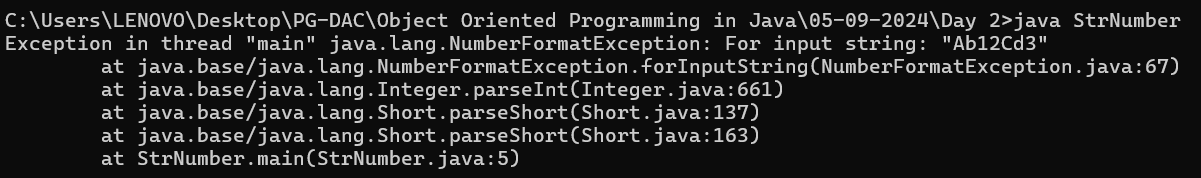 C:\Users\LENOVO\Desktop\PG-DAC\Object Oriented Programming in Java\05-09-2024\Day 2>java StrNumber
Exception in thread "main" java.lang.NumberFormatException: For input string: "Ab12Cd3"
        at java.base/java.lang.NumberFormatException.forInputString(NumberFormatException.java:67)
        at java.base/java.lang.Integer.parseInt(Integer.java:661)
        at java.base/java.lang.Short.parseShort(Short.java:137)
        at java.base/java.lang.Short.parseShort(Short.java:163)
        at StrNumber.main(StrNumber.java:5)